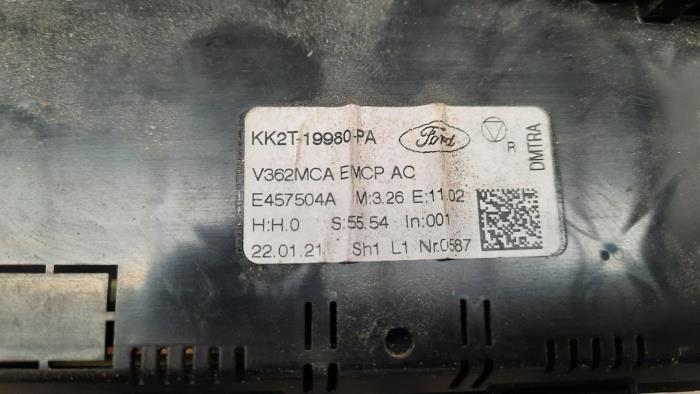 KK2T-19980-PA Ford
R
DMTRA
V362MCA EMCP AC
E457504A M:3.26 E:11.02
H:H.0 S:55.54 In:001
22.01.21 Sh1 L1 Nr.0587